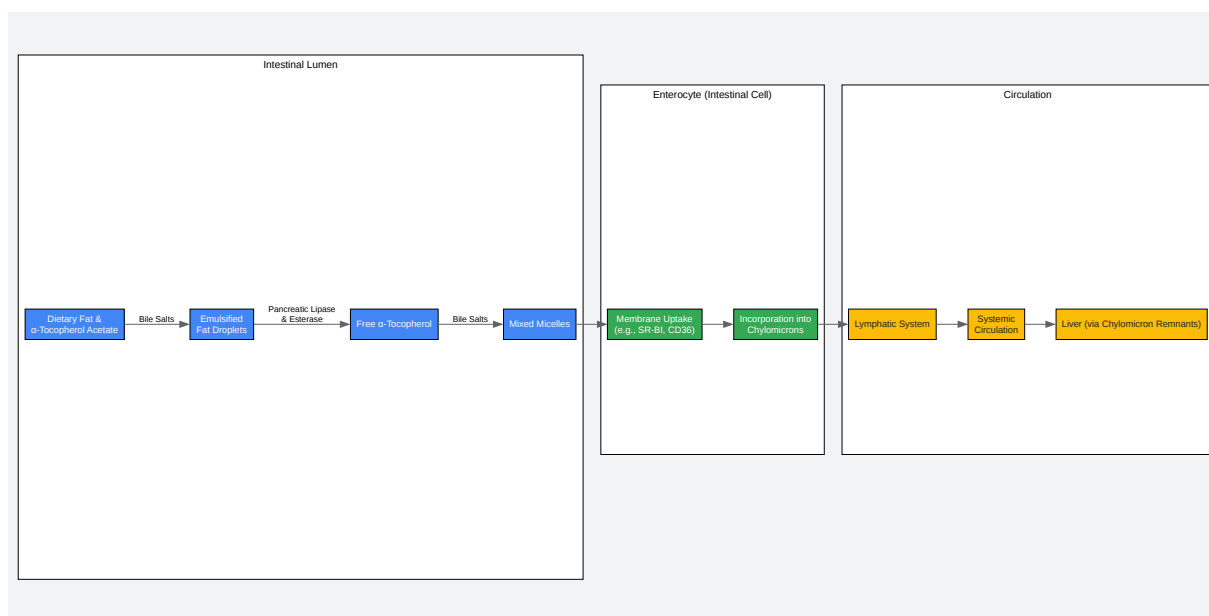 Intestinal Lumen
Dietary Fat &
α-Tocopherol Acetate
Bile Salts
Emulsified
Fat Droplets
Pancreatic Lipase
& Esterase
Free α-Tocopherol
Bile Salts
Mixed Micelles
Enterocyte (Intestinal Cell)
Membrane Uptake
(e.g., SR-BI, CD36)
Incorporation into
Chylomicrons
Circulation
Lymphatic System
Systemic
Circulation
Liver (via Chylomicron Remnants)